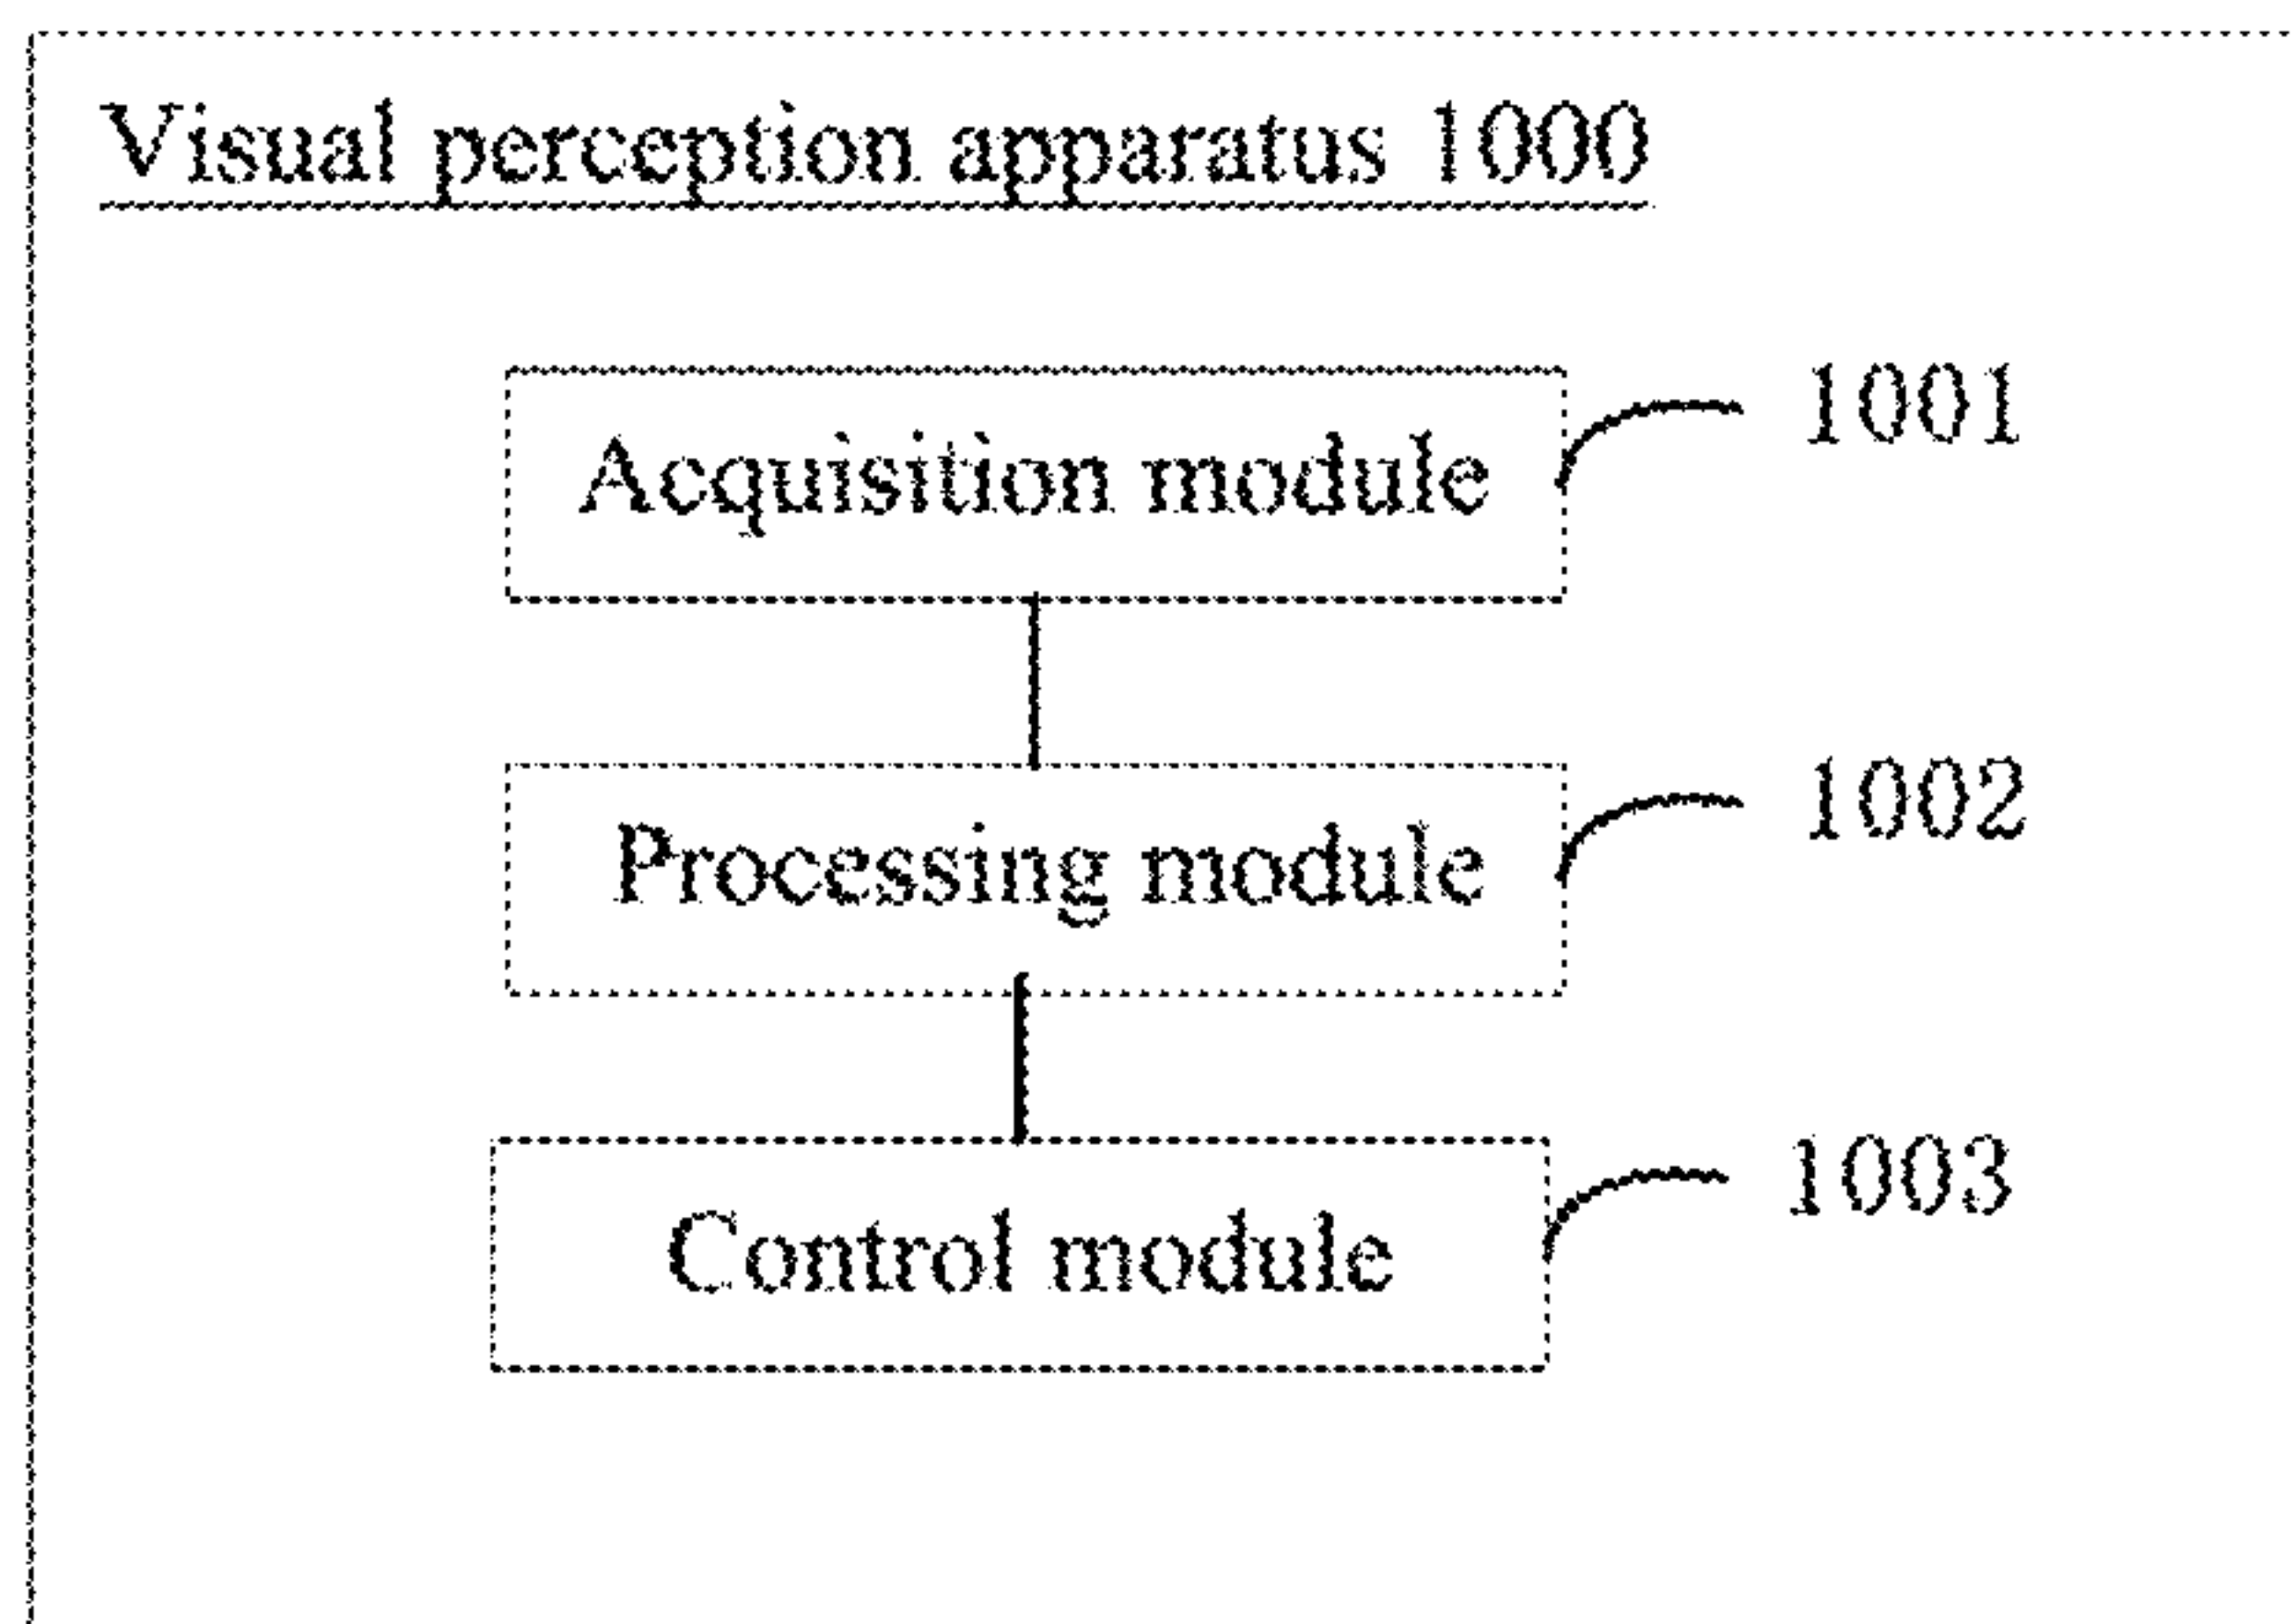 Visual perception apparatus 1000
1001
Acquisition module
1002
Processing module
1003
Control module